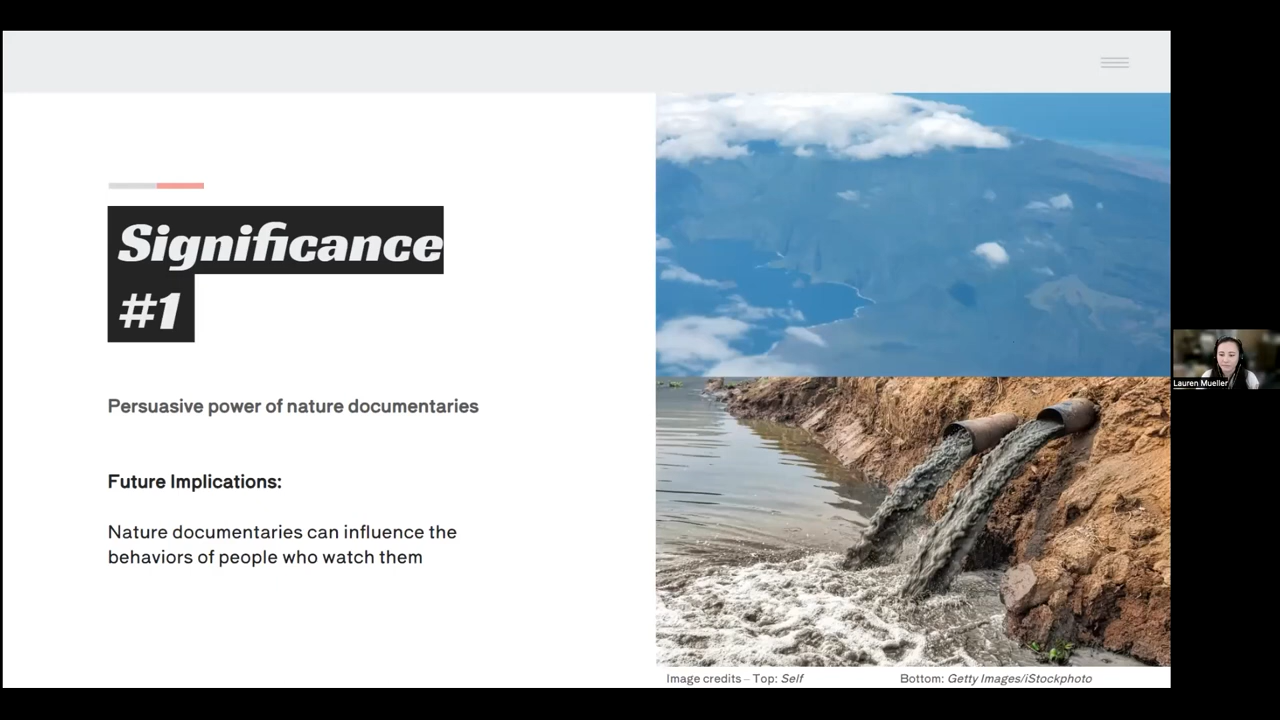 Significance
#1
Persuasive power of nature documentaries
Future Implications:
Nature documentaries can influence the
behaviors of people who watch them
Image credits – Top: Self
Bottom: Getty Images/iStockphoto
Lauren Mueller